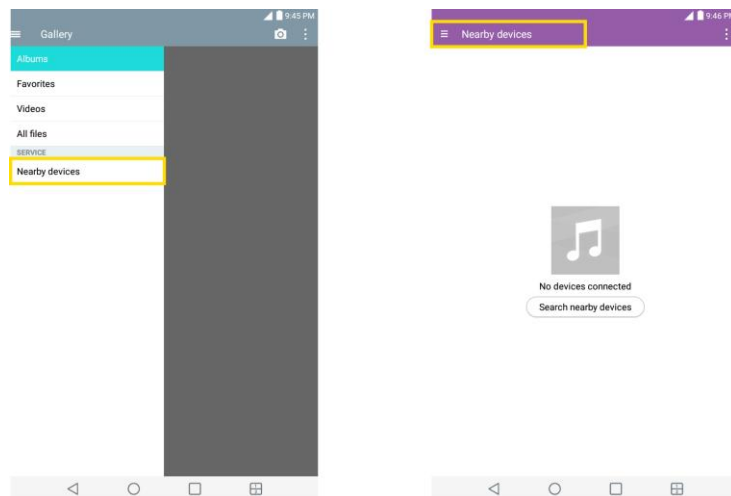 9:45 PM
Gallery
Albums
Favorites
Videos
All files
SERVICE
Nearby devices
9:46 PM
Nearby devices
No devices connected
Search nearby devices